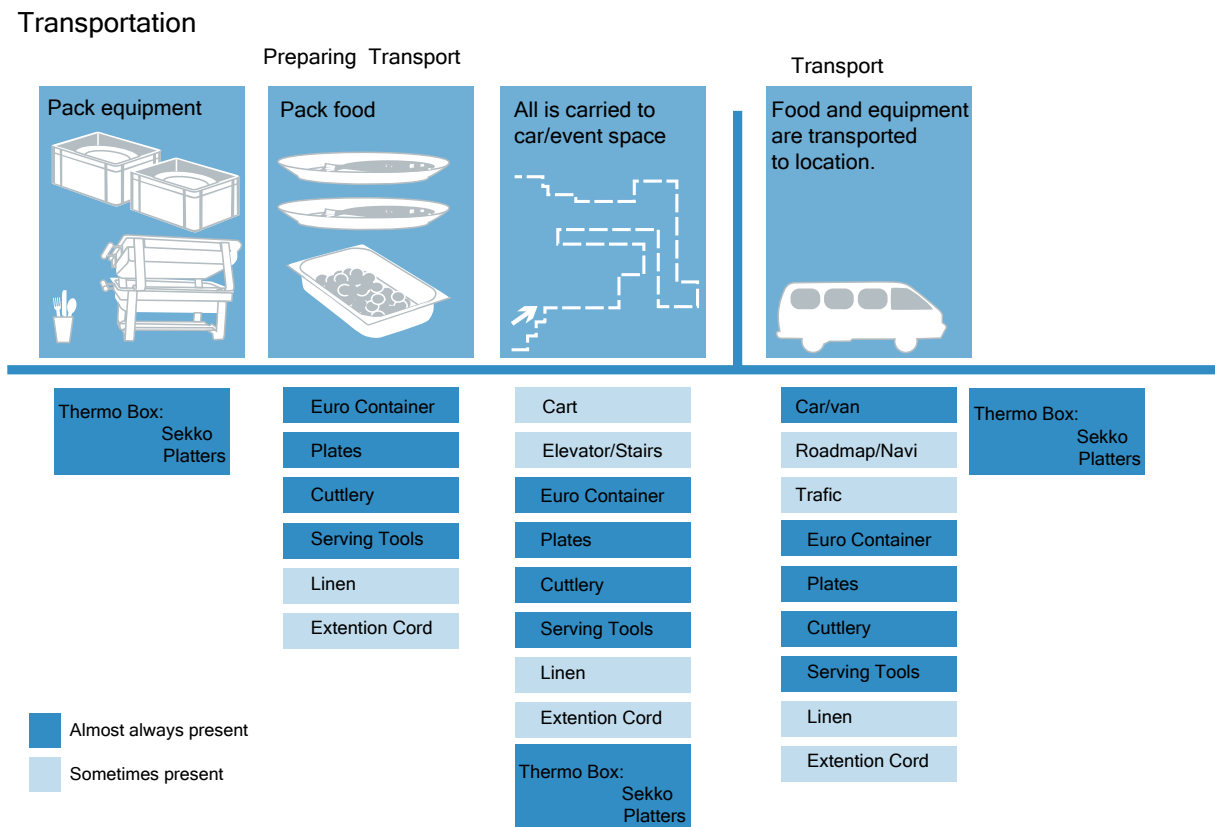 Transportation
Preparing Transport
Transport
Pack equipment
Pack food
All is carried to
car/event space
Food and equipment
are transported
to location.
Thermo Box:
Sekko
Platters
Euro Container
Plates
Cuttlery
Serving Tools
Linen
Extention Cord
Cart
Elevator/Stairs
Euro Container
Plates
Cuttlery
Serving Tools
Linen
Extention Cord
Thermo Box:
Sekko
Platters
Car/van
Roadmap/Navi
Trafic
Euro Container
Plates
Cuttlery
Serving Tools
Linen
Extention Cord
Thermo Box:
Sekko
Platters
Almost always present
Sometimes present